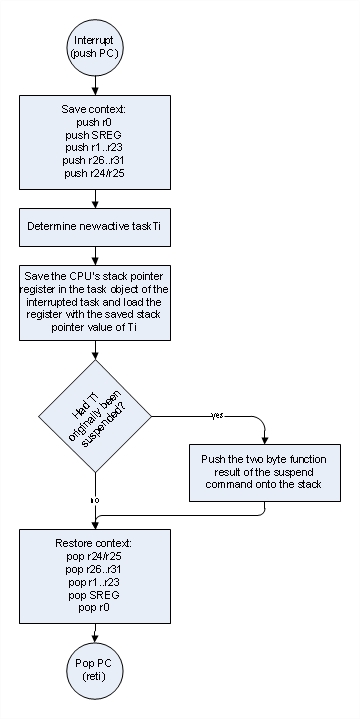 Interrupt
(push PC)
Save context:
push r0
push SREG
push r1..r23
push r26..r31
push r24/r25
Determine new active task Ti
Save the CPU's stack pointer
register in the task object of the
interrupted task and load the
register with the saved stack
pointer value of Ti
Had Ti
originally been
suspended?
yes
Push the two byte function
result of the suspend
command onto the stack
no
Restore context:
pop r24/r25
pop r26..r31
pop r1..r23
pop SREG
pop r0
Pop PC
(reti)